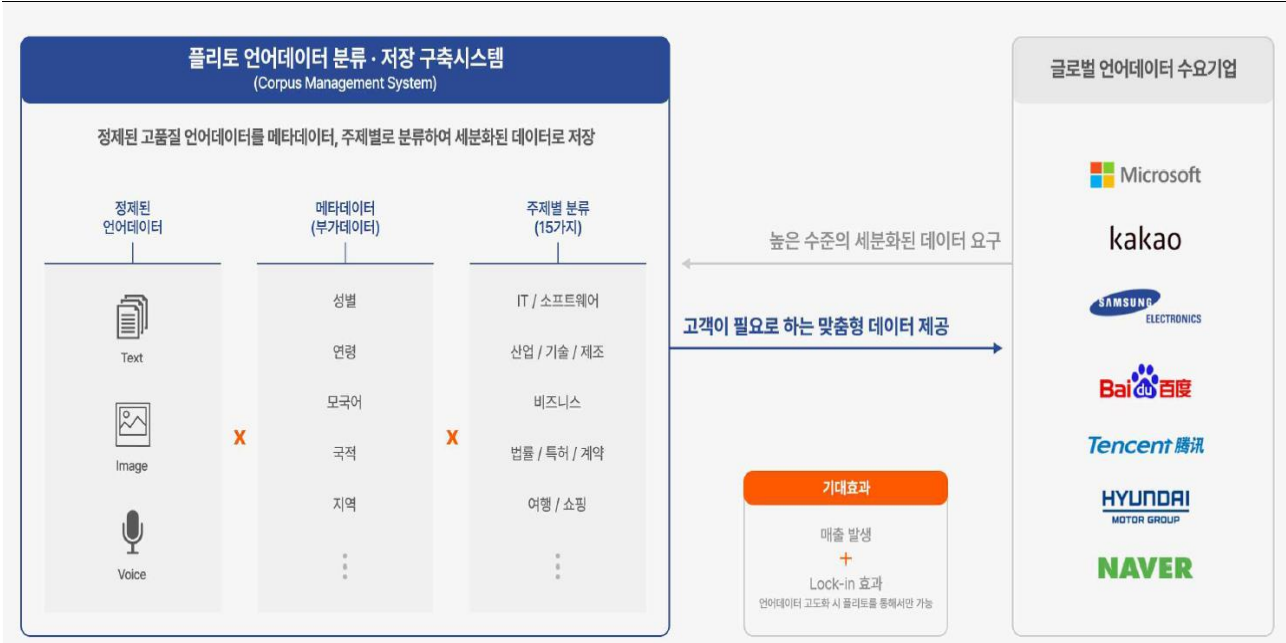 플리토 언어데이터 분류 · 저장 구축시스템
(Corpus Management System)
정제된 고품질 언어데이터를 메타데이터, 주제별로 분류하여 세분화된 데이터로 저장
정제된
언어데이터
Text
Image
Voice
X
메타데이터
(부가데이터)
성별
연령
모국어
국적
지역
X
주제별 분류
(15가지)
IT / 소프트웨어
산업 / 기술 / 제조
비즈니스
법률 / 특허 / 계약
여행 / 쇼핑
높은 수준의 세분화된 데이터 요구
고객이 필요로 하는 맞춤형 데이터 제공
기대효과
매출 발생
+
Lock-in 효과
언어데이터 고도화 시 플리토를 통해서만 가능
글로벌 언어데이터 수요기업
Microsoft
kakao
SAMSUNG
ELECTRONICS
Baidu百度
Tencent 腾讯
HYUNDAI
MOTOR GROUP
NAVER